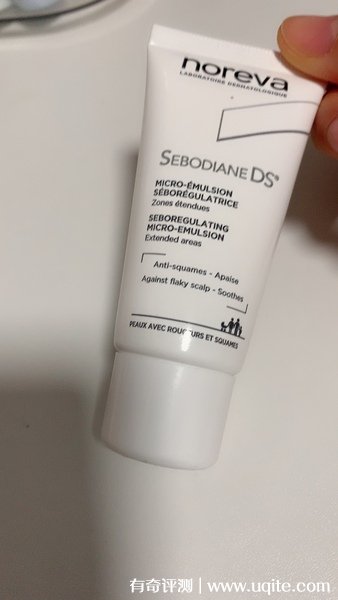 noreva
LABORATOIRE DERMATOLOGIQUE
SEBODIANE DS®
MICRO-ÉMULSION
SÉBORÉGULATRICE
Zones étendues
SEBOREGULATING
MICRO-EMULSION
Extended areas
Anti-squames - Apaise
Against flaky scalp - Soothes
PEAUX AVEC ROUGEURS ET SQUAMES
有奇评测 | www.uqite.com